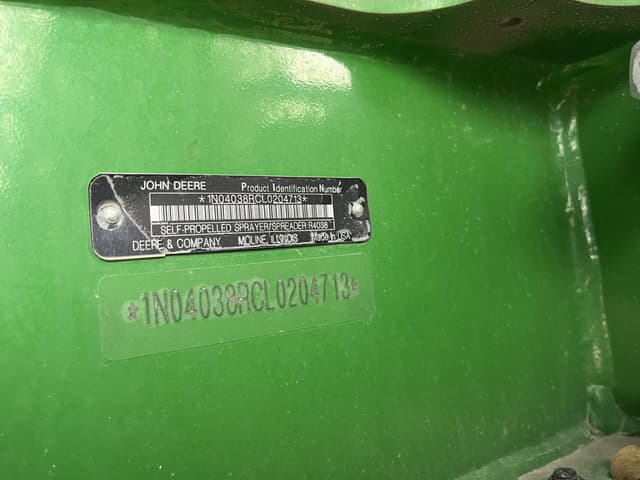 JOHN DEERE Product Identification Number
*1N04038RCL0204713*
SELF-PROPELLED SPRAYER/SPREADER R4038
DEERE & COMPANY MOLINE, ILLINOIS Made in USA
*1N04038RCL0204713*